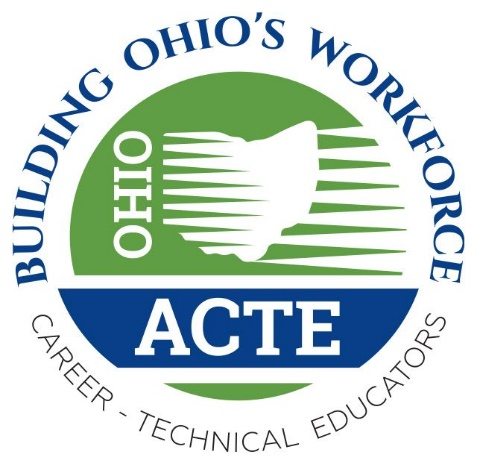 BUILDING OHIO'S WORKFORCE
OHIO
ACTE
CAREER - TECHNICAL EDUCATORS